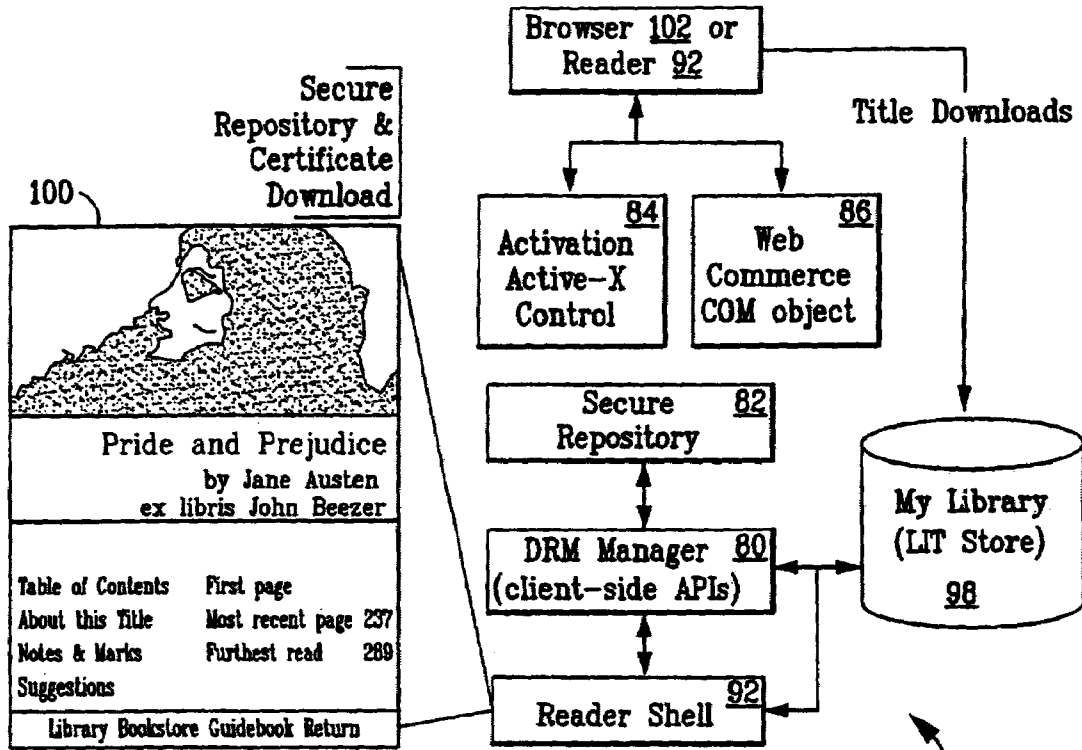 Browser 102 or
Reader 92
Secure
Repository &
Certificate
Download
Title Downloads
100
84
Activation
Active-X
Control
86
Web
Commerce
COM object
82
Secure
Repository
Pride and Prejudice
by Jane Austen
ex libris John Beezer
My Library
(LIT Store)
98
DRM Manager 80
(client-side APIs)
Table of Contents First page
About this Title Most recent page 237
Notes & Marks Furthest read 269
Suggestions
Library Bookstore Guidebook Return
92
Reader Shell